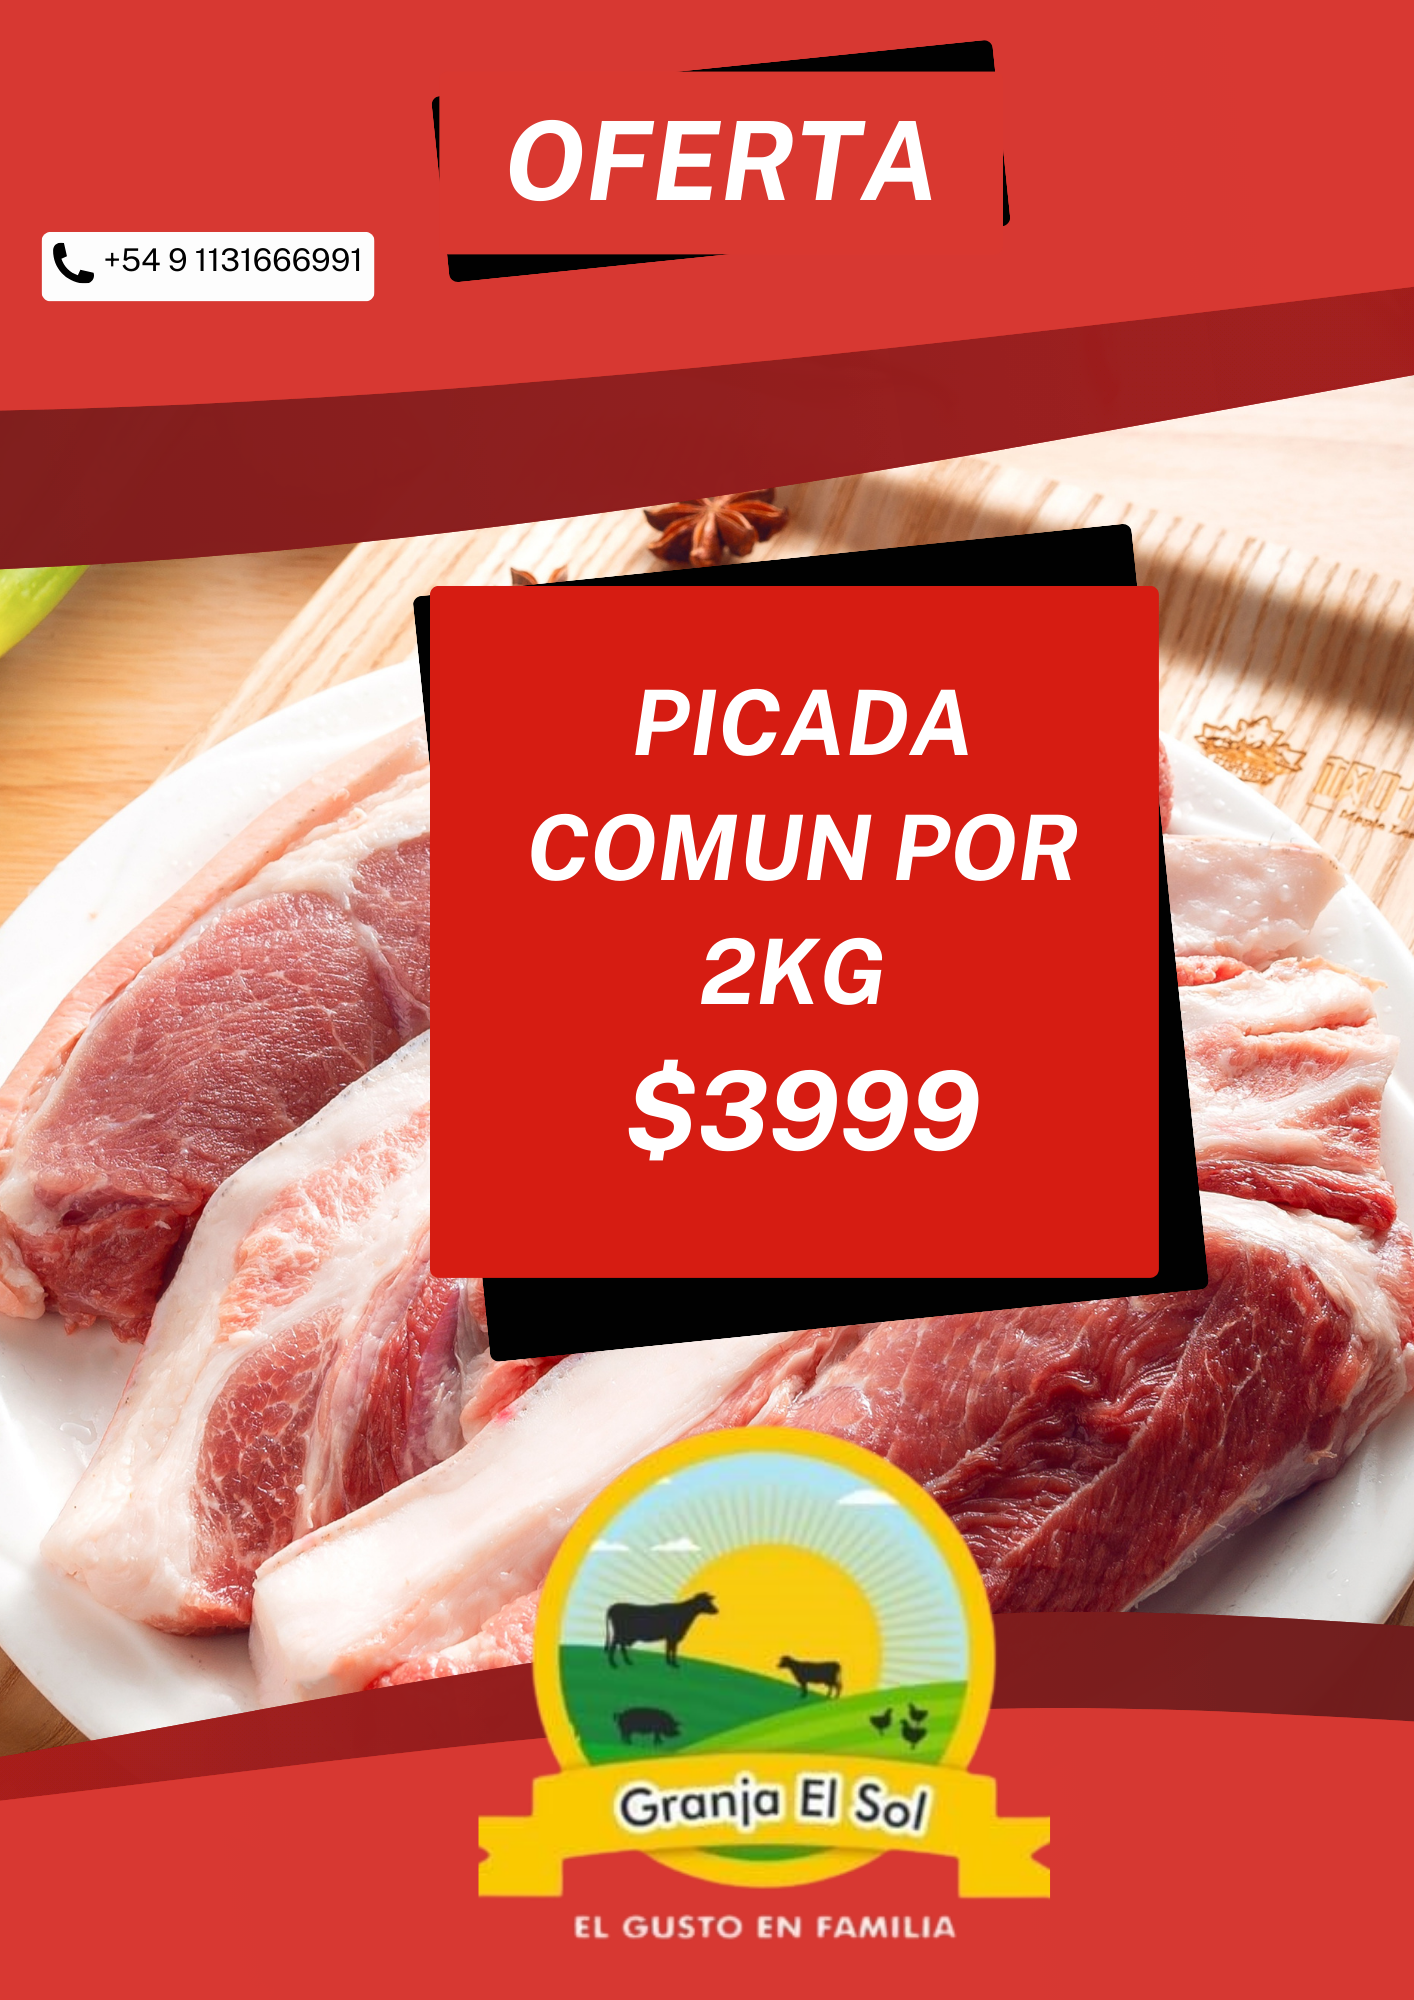 OFERTA
+54 9 1131666991
PICADA
COMUN POR
2KG
$3999
Granja El Sol
EL GUSTO EN FAMILIA